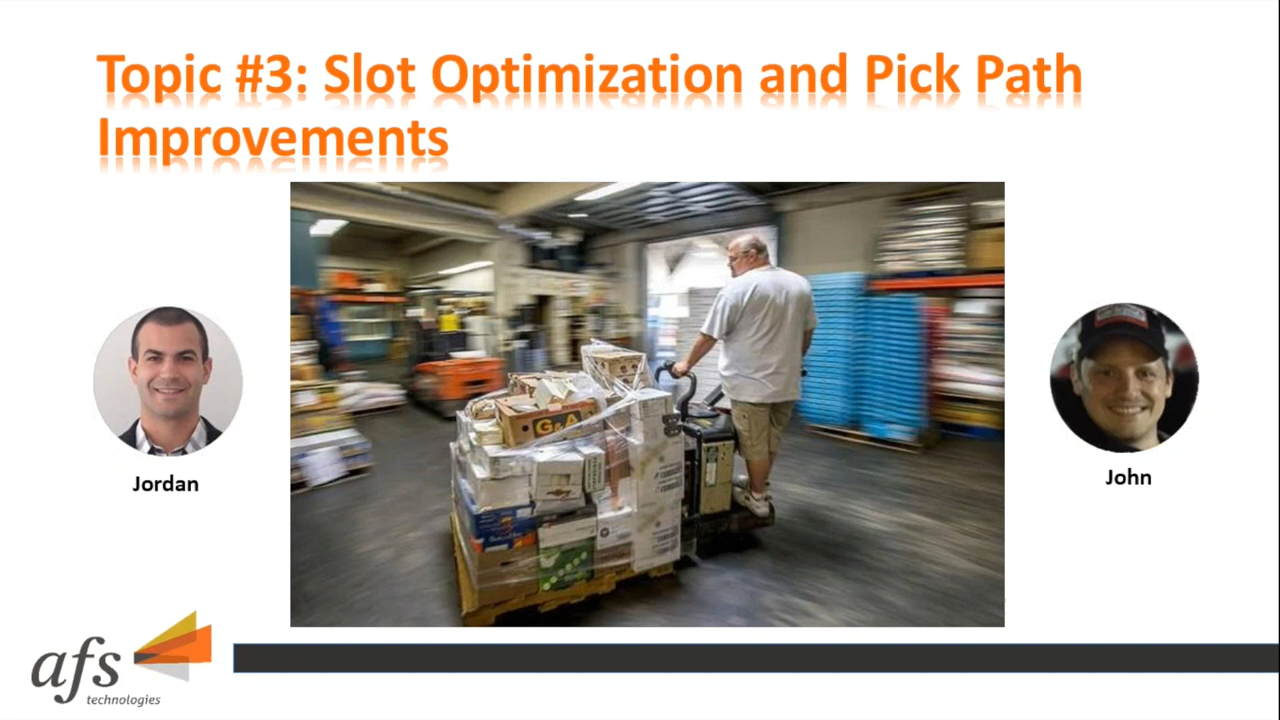 Topic #3: Slot Optimization and Pick Path
Improvements
G&A
Jordan
John
afs
technologies